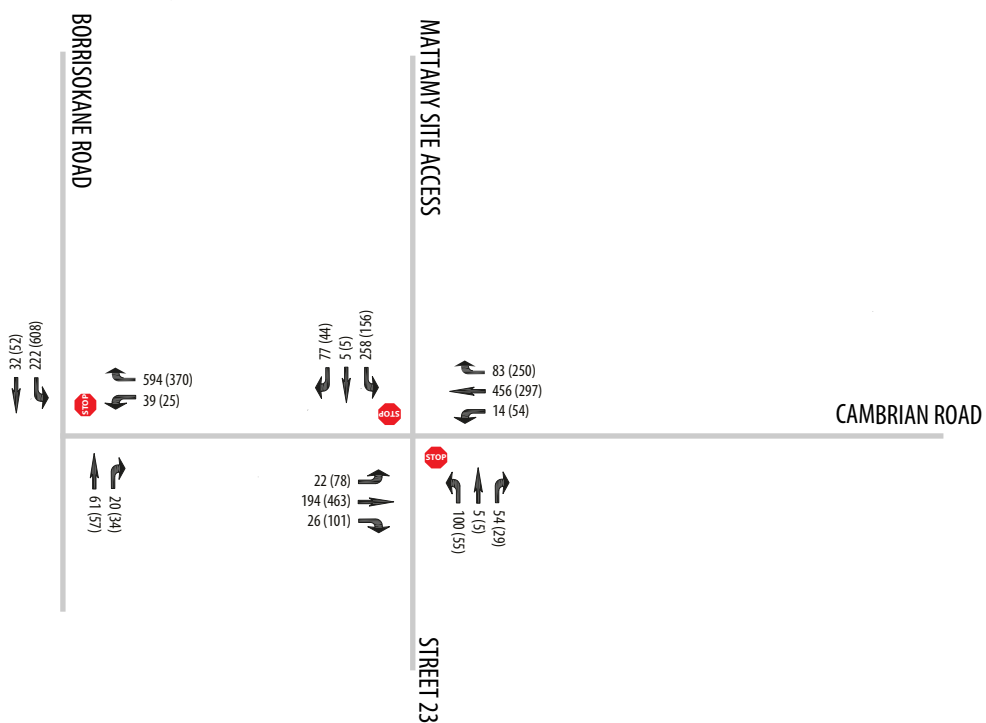 BORRISOKANE ROAD
MATTAMY SITE ACCESS
32 (52)
222 (608)
594 (370)
39 (25)
STOP
77 (44)
5 (5)
258 (156)
STOP
83 (250)
456 (297)
14 (54)
CAMBRIAN ROAD
61 (57)
20 (34)
22 (78)
194 (463)
26 (101)
STOP
100 (55)
5 (5)
54 (29)
STREET 23